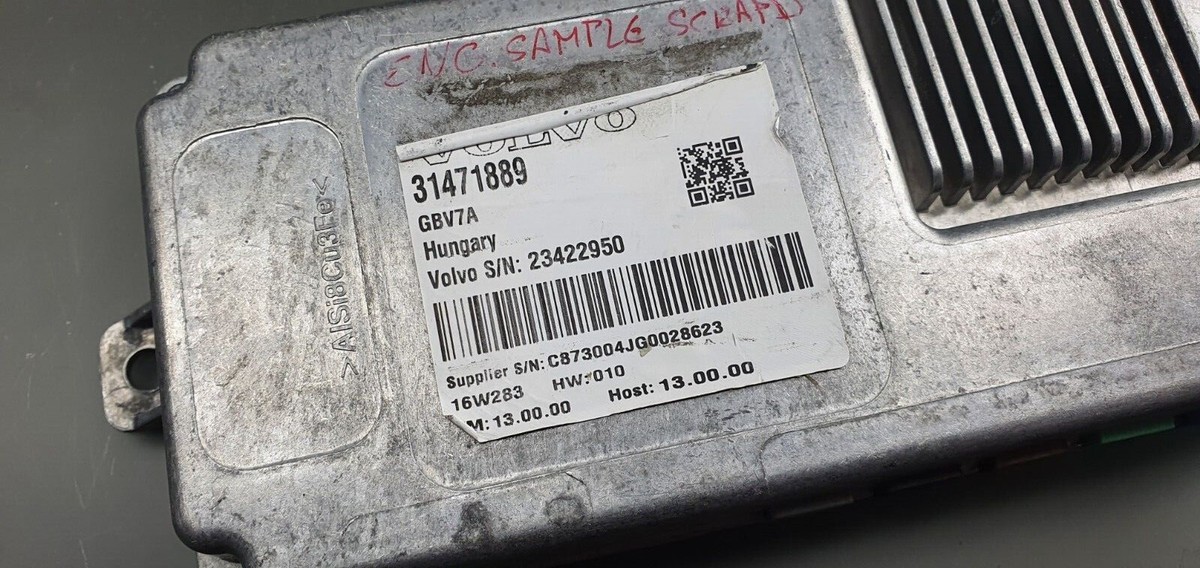 ENG. SAMPLE SCRAPD
VOLVO
31471889
GBV7A
Hungary
Volvo S/N: 23422950
Supplier S/N: C873004JG0028623
16W283 HW: 010
M: 13.00.00 Host: 13.00.00
>AlSi8Cu3Fe<